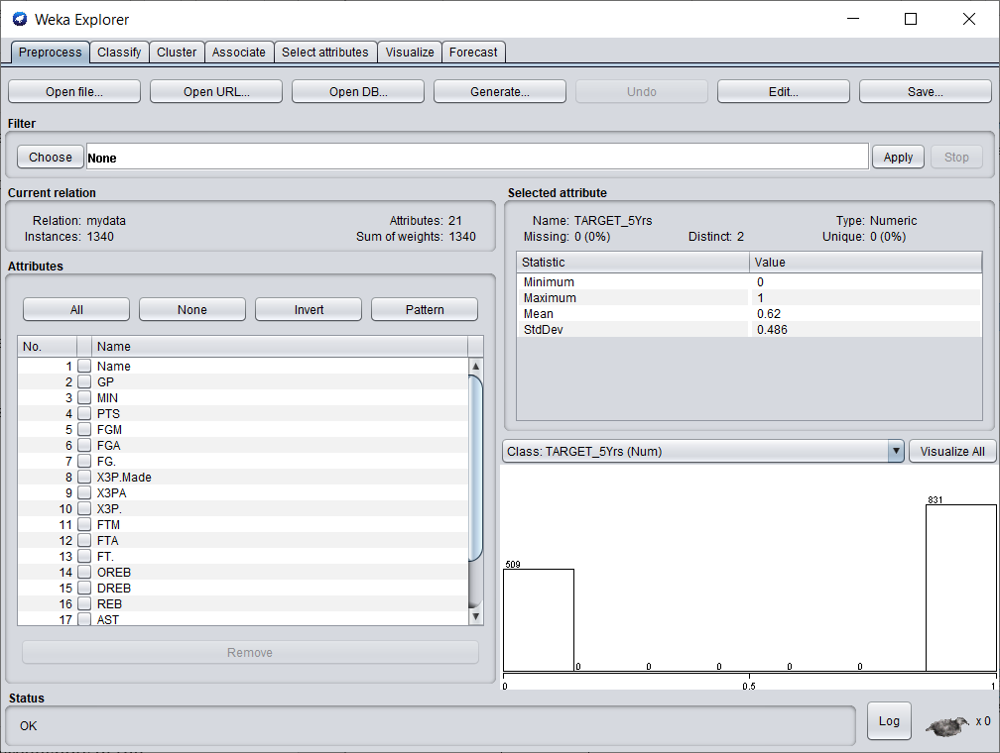 Weka Explorer
Preprocess Classify Cluster Associate Select attributes Visualize Forecast
Open file... Open URL... Open DB... Generate... Undo Edit... Save...
Filter
Choose None Apply Stop
Current relation
Relation: mydata Attributes: 21
Instances: 1340 Sum of weights: 1340
Attributes
All None Invert Pattern
No. Name
1 Name
2 GP
3 MIN
4 PTS
5 FGM
6 FGA
7 FG.
8 X3P.Made
9 X3PA
10 X3P.
11 FTM
12 FTA
13 FT.
14 OREB
15 DREB
16 REB
17 AST
Remove
Selected attribute
Name: TARGET_5Yrs Type: Numeric
Missing: 0 (0%) Distinct: 2 Unique: 0 (0%)
Statistic Value
Minimum 0
Maximum 1
Mean 0.62
StdDev 0.486
Class: TARGET_5Yrs (Num) Visualize All
831
509
0 0 0 0 0
0 0.5 1
Status
OK Log x 0